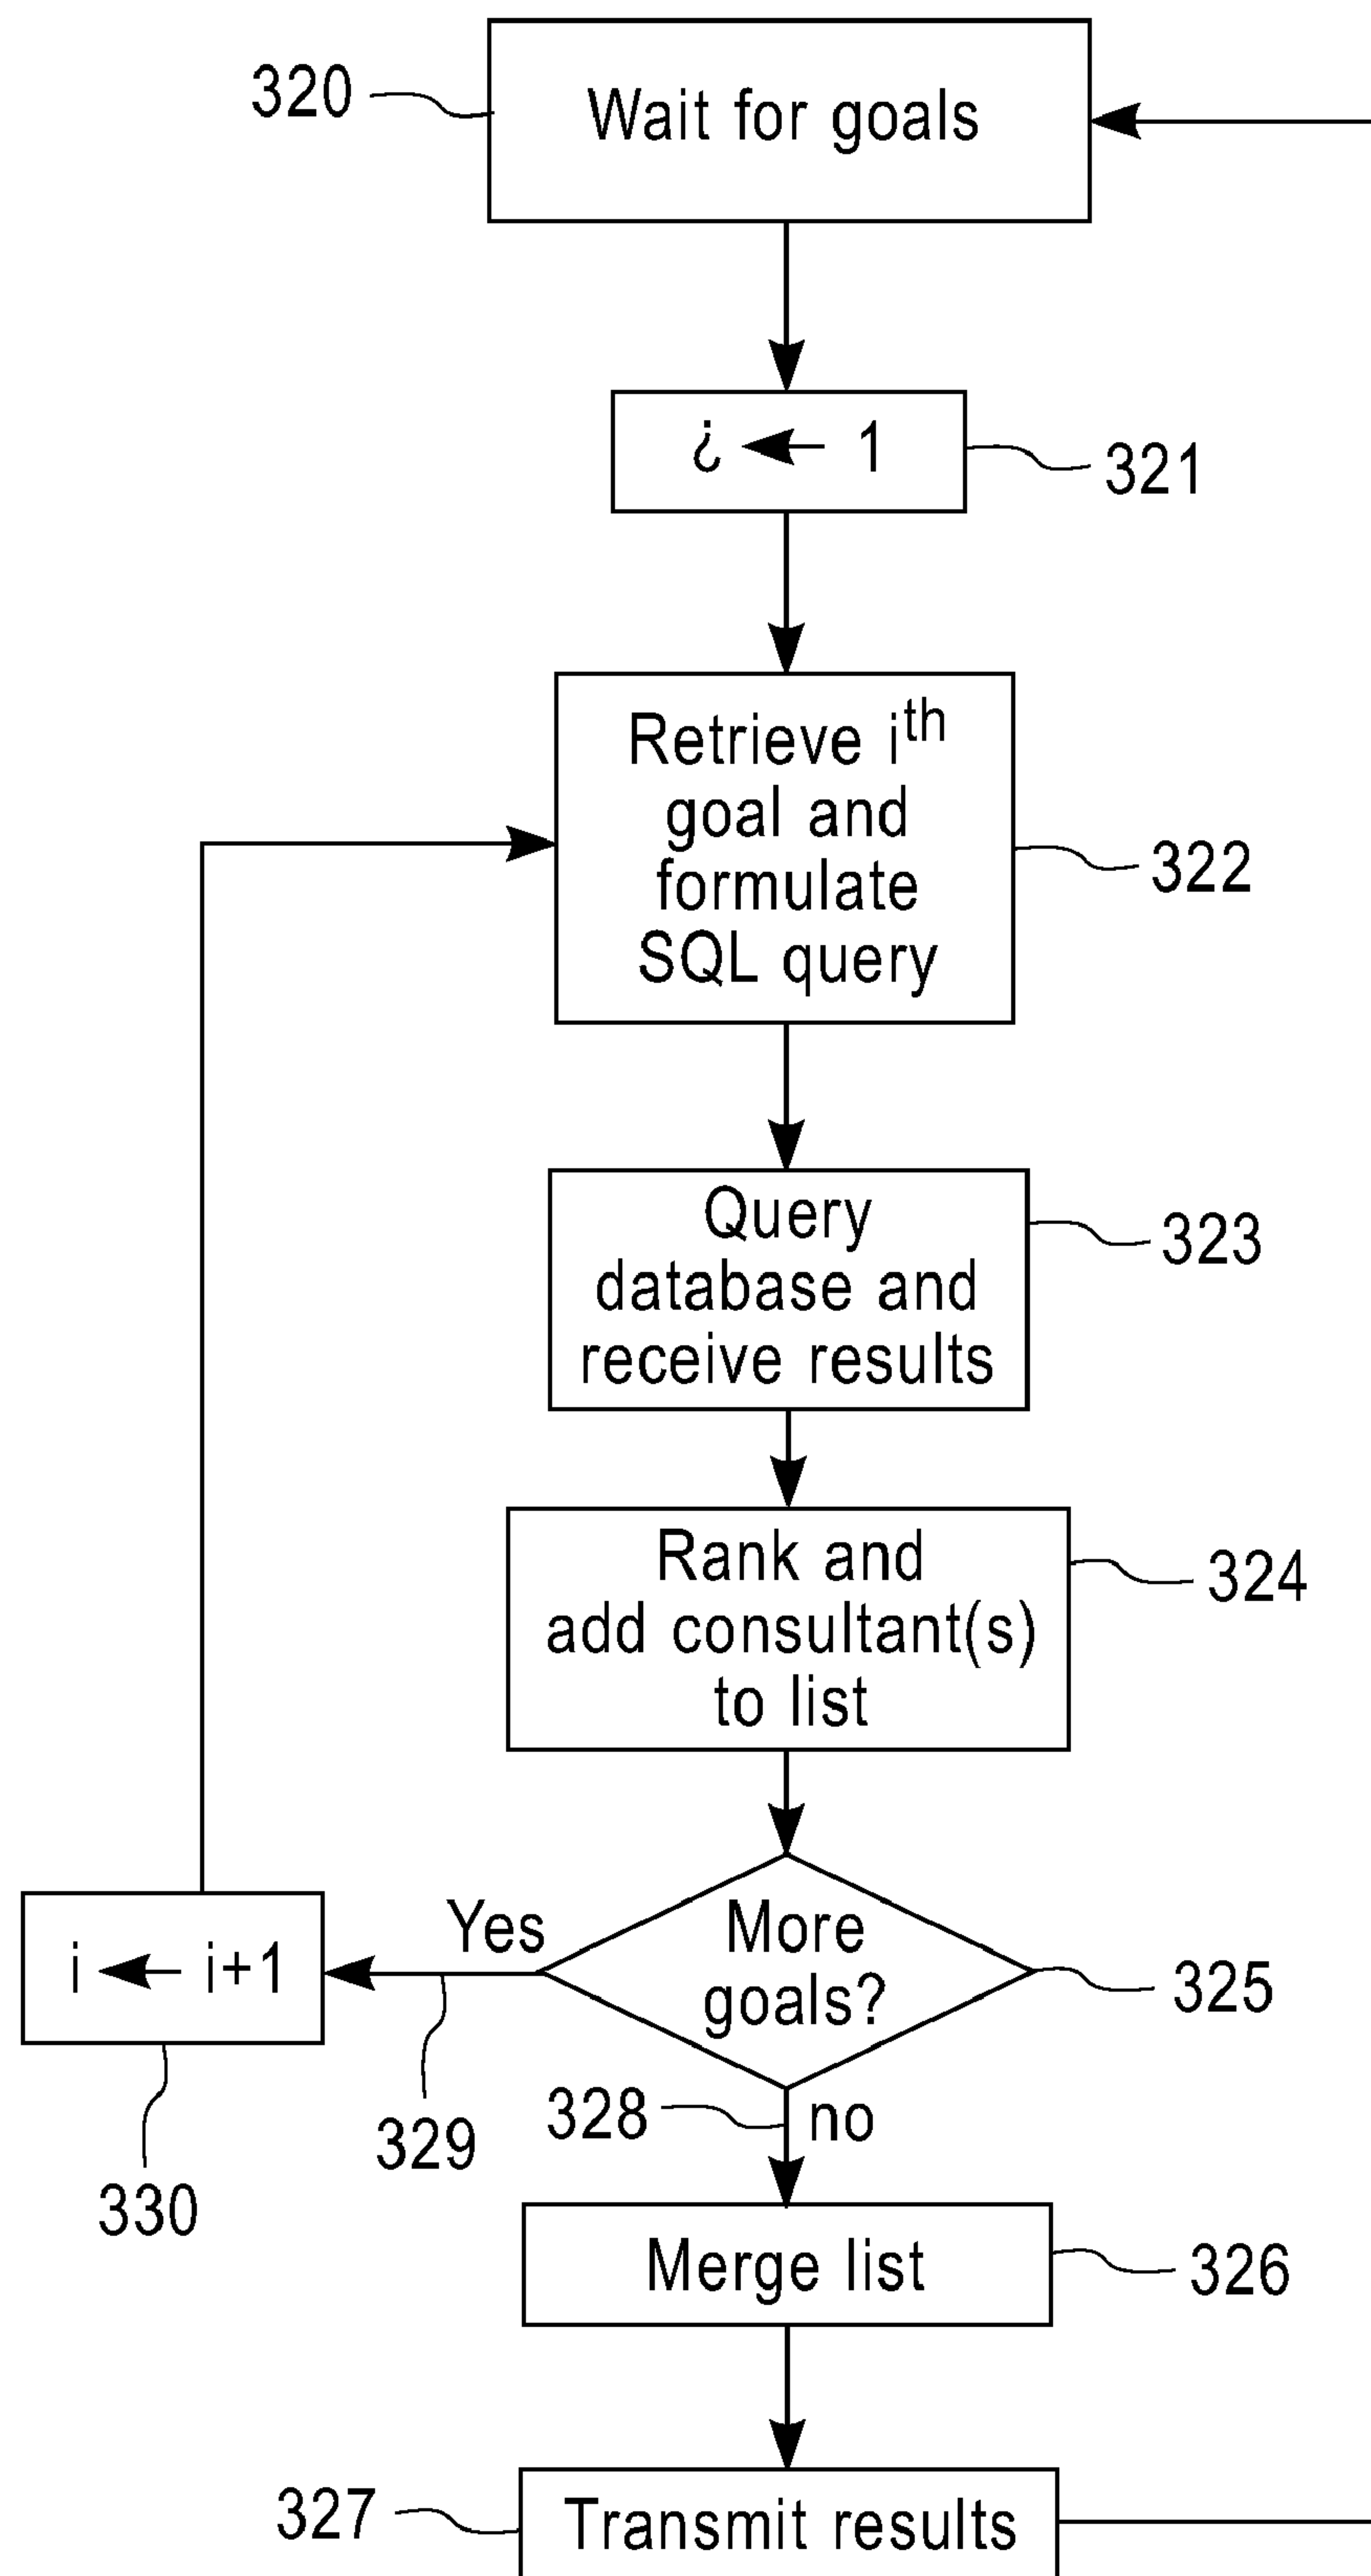 320
Wait for goals
¿ ← 1
321
Retrieve i^th
goal and
formulate
SQL query
322
Query
database and
receive results
323
Rank and
add consultant(s)
to list
324
More
goals?
325
Yes
329
i ← i+1
330
328
no
Merge list
326
327
Transmit results